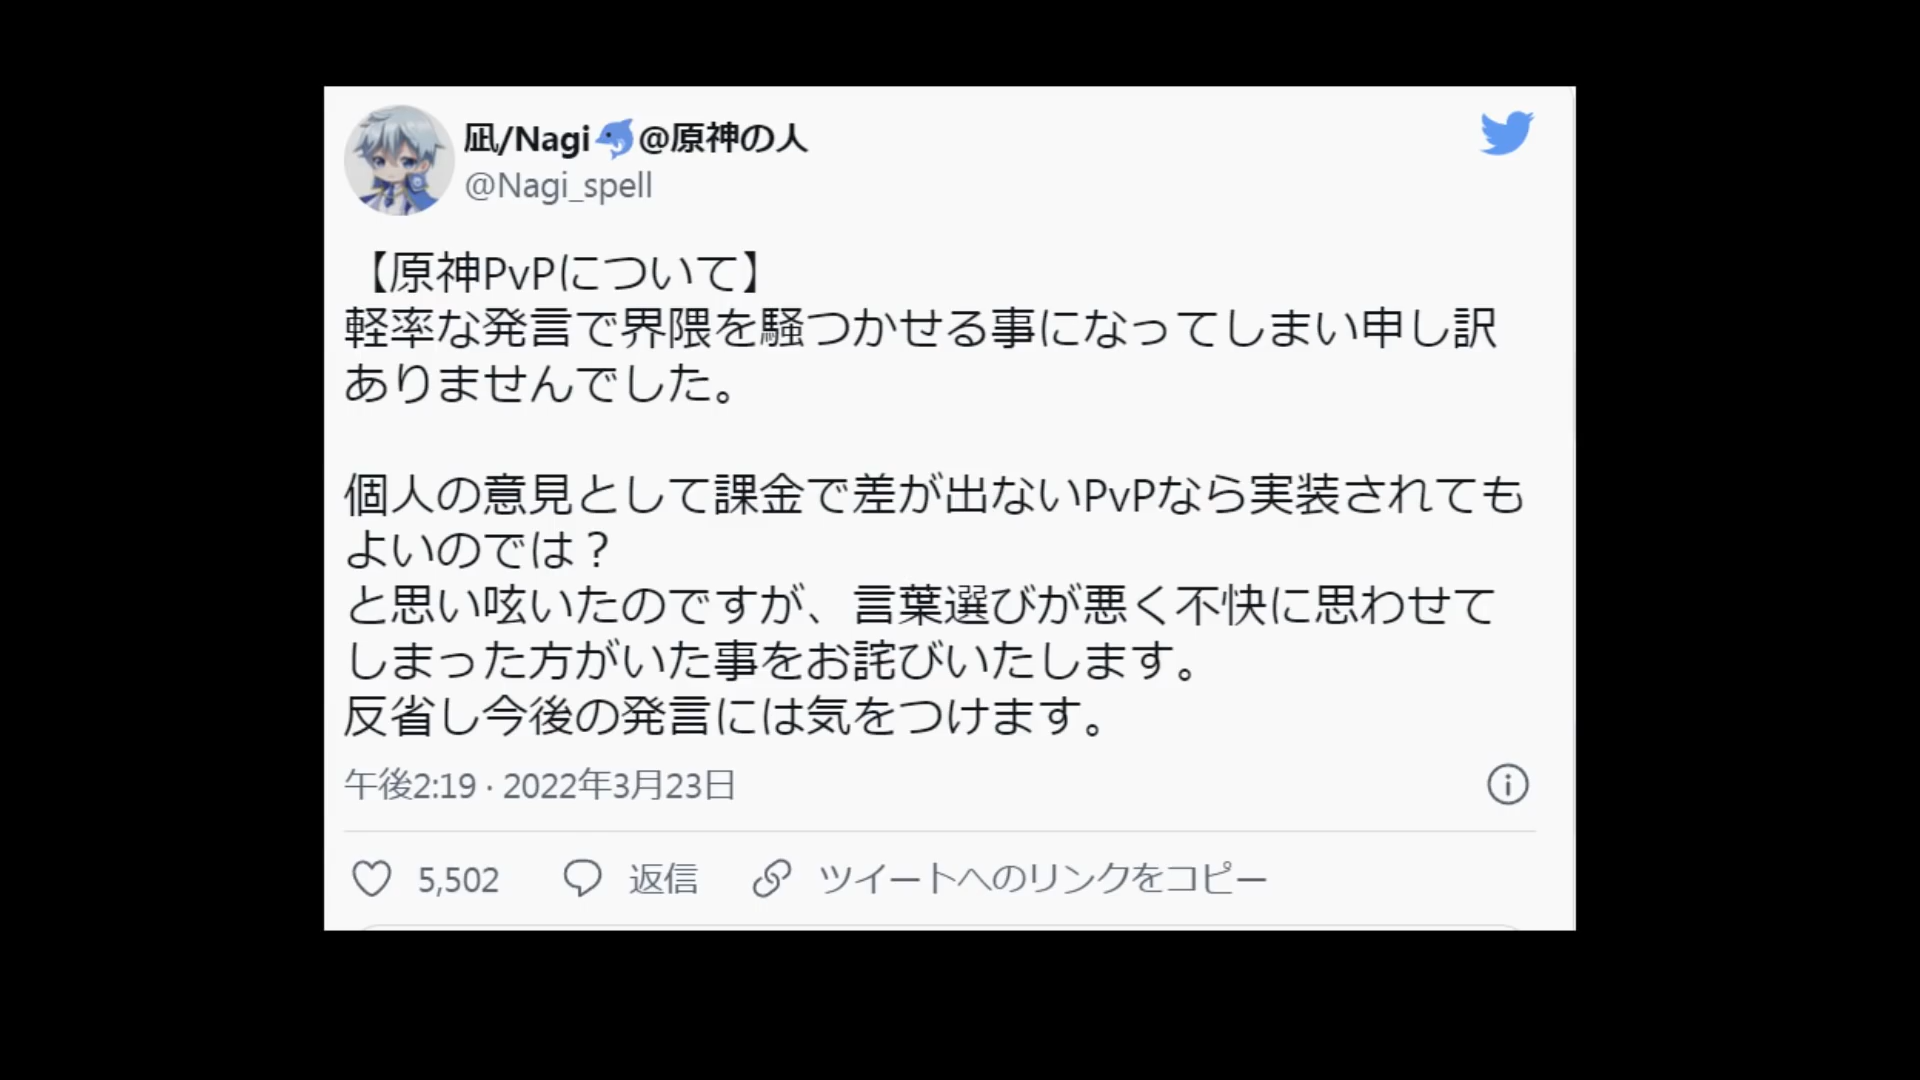 凪/Nagi🐬@原神の人
@Nagi_spell
【原神PvPについて】
軽率な発言で界隈を騒つかせる事になってしまい申し訳
ありませんでした。
個人の意見として課金で差が出ないPvPなら実装されても
よいのでは？
と思い呟いたのですが、言葉選びが悪く不快に思わせて
しまった方がいた事をお詫びいたします。
反省し今後の発言には気をつけます。
午後2:19 · 2022年3月23日
5,502 返信 ツイートへのリンクをコピー